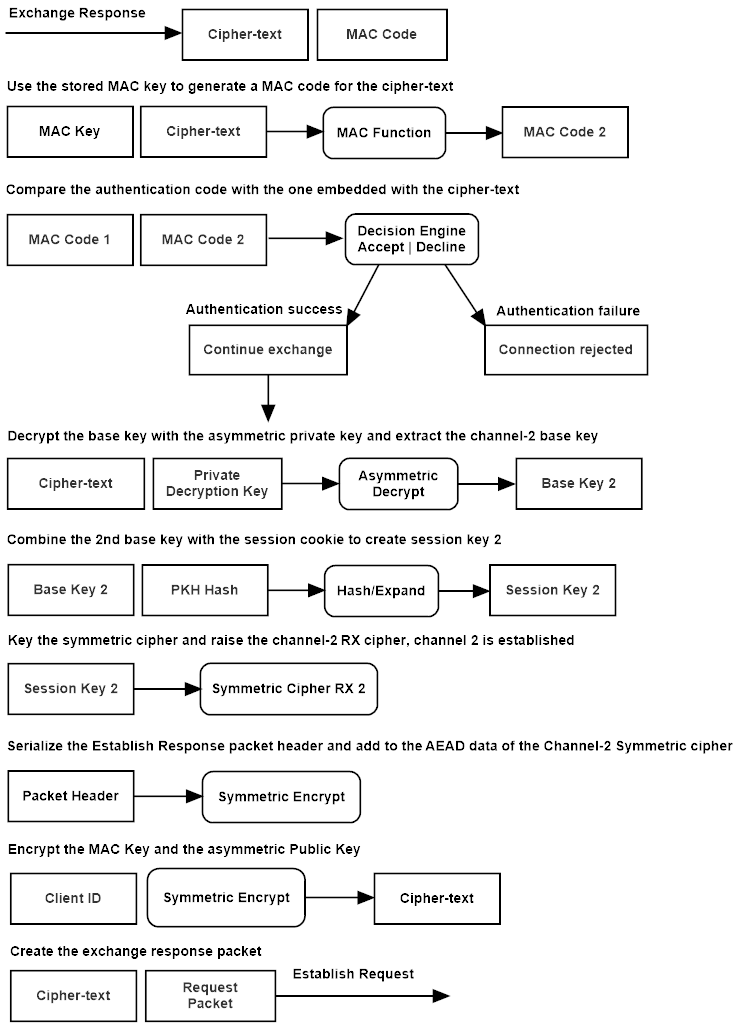 Exchange Response
Cipher-text
MAC Code
Use the stored MAC key to generate a MAC code for the cipher-text
MAC Key
Cipher-text
MAC Function
MAC Code 2
Compare the authentication code with the one embedded with the cipher-text
MAC Code 1
MAC Code 2
Decision Engine
Accept | Decline
Authentication success
Authentication failure
Continue exchange
Connection rejected
Decrypt the base key with the asymmetric private key and extract the channel-2 base key
Cipher-text
Private
Decryption Key
Asymmetric
Decrypt
Base Key 2
Combine the 2nd base key with the session cookie to create session key 2
Base Key 2
PKH Hash
Hash/Expand
Session Key 2
Key the symmetric cipher and raise the channel-2 RX cipher, channel 2 is established
Session Key 2
Symmetric Cipher RX 2
Serialize the Establish Response packet header and add to the AEAD data of the Channel-2 Symmetric cipher
Packet Header
Symmetric Encrypt
Encrypt the MAC Key and the asymmetric Public Key
Client ID
Symmetric Encrypt
Cipher-text
Create the exchange response packet
Cipher-text
Request
Packet
Establish Request